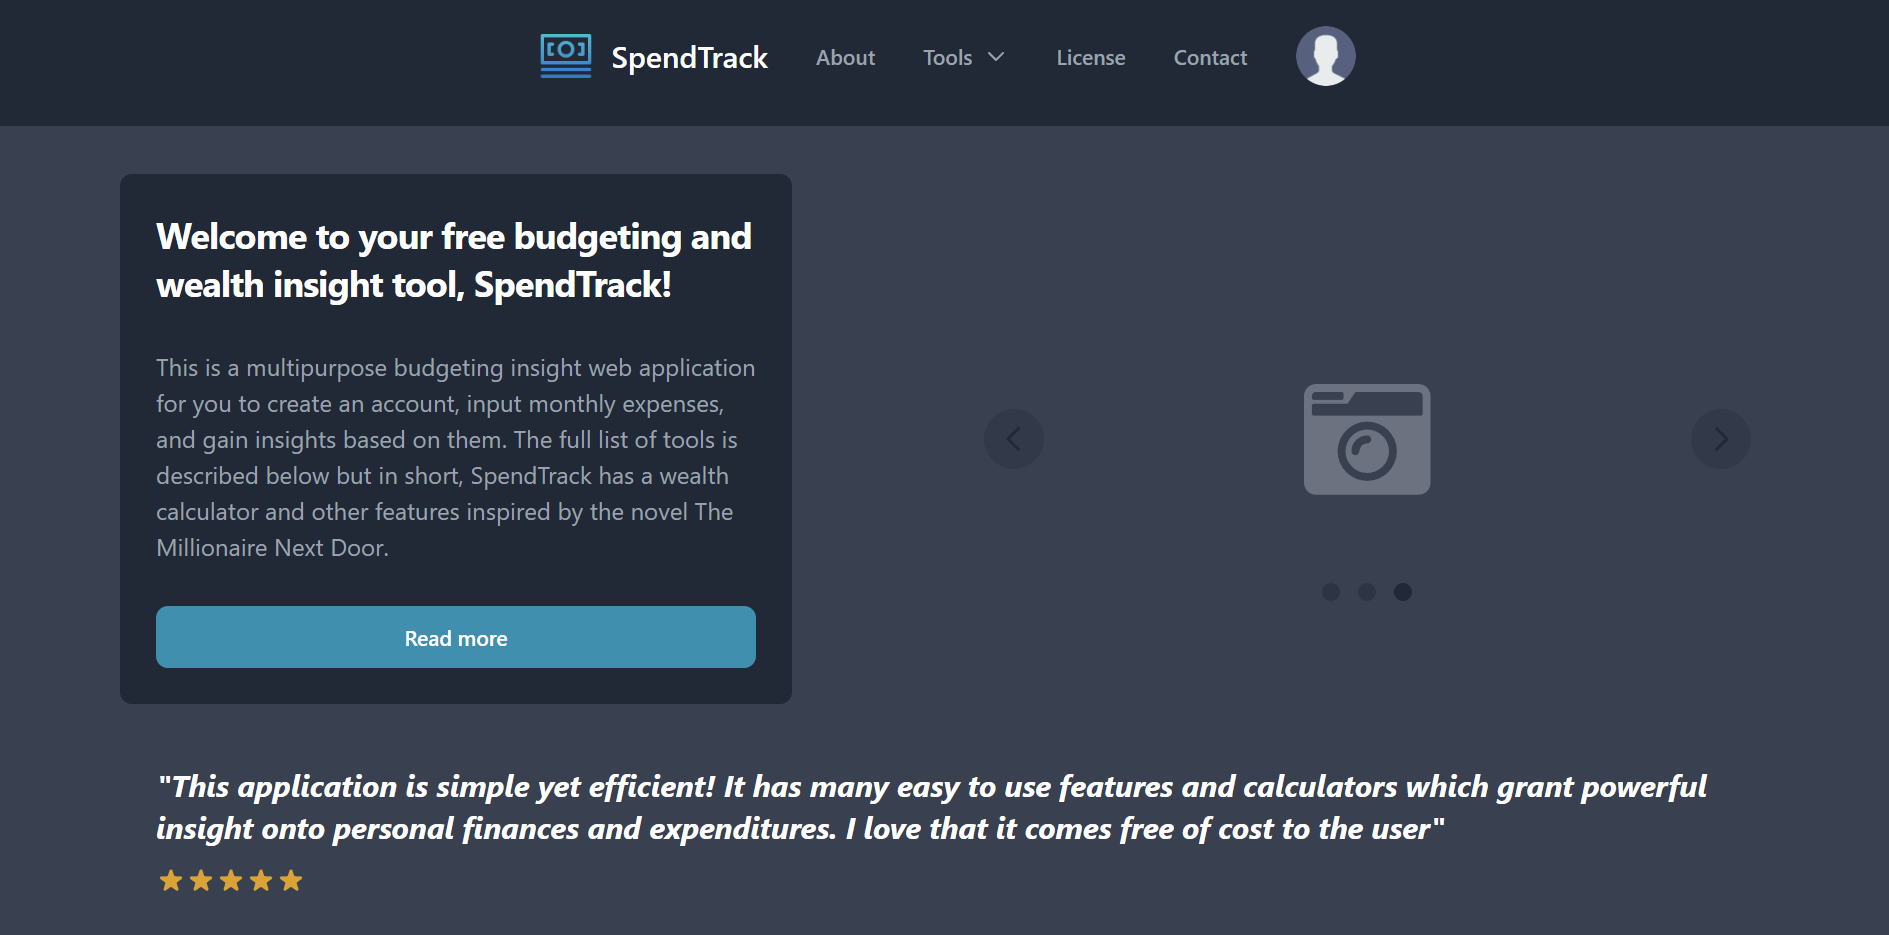 SpendTrack About Tools License Contact
Welcome to your free budgeting and
wealth insight tool, SpendTrack!
This is a multipurpose budgeting insight web application
for you to create an account, input monthly expenses,
and gain insights based on them. The full list of tools is
described below but in short, SpendTrack has a wealth
calculator and other features inspired by the novel The
Millionaire Next Door.
Read more
"This application is simple yet efficient! It has many easy to use features and calculators which grant powerful
insight onto personal finances and expenditures. I love that it comes free of cost to the user"